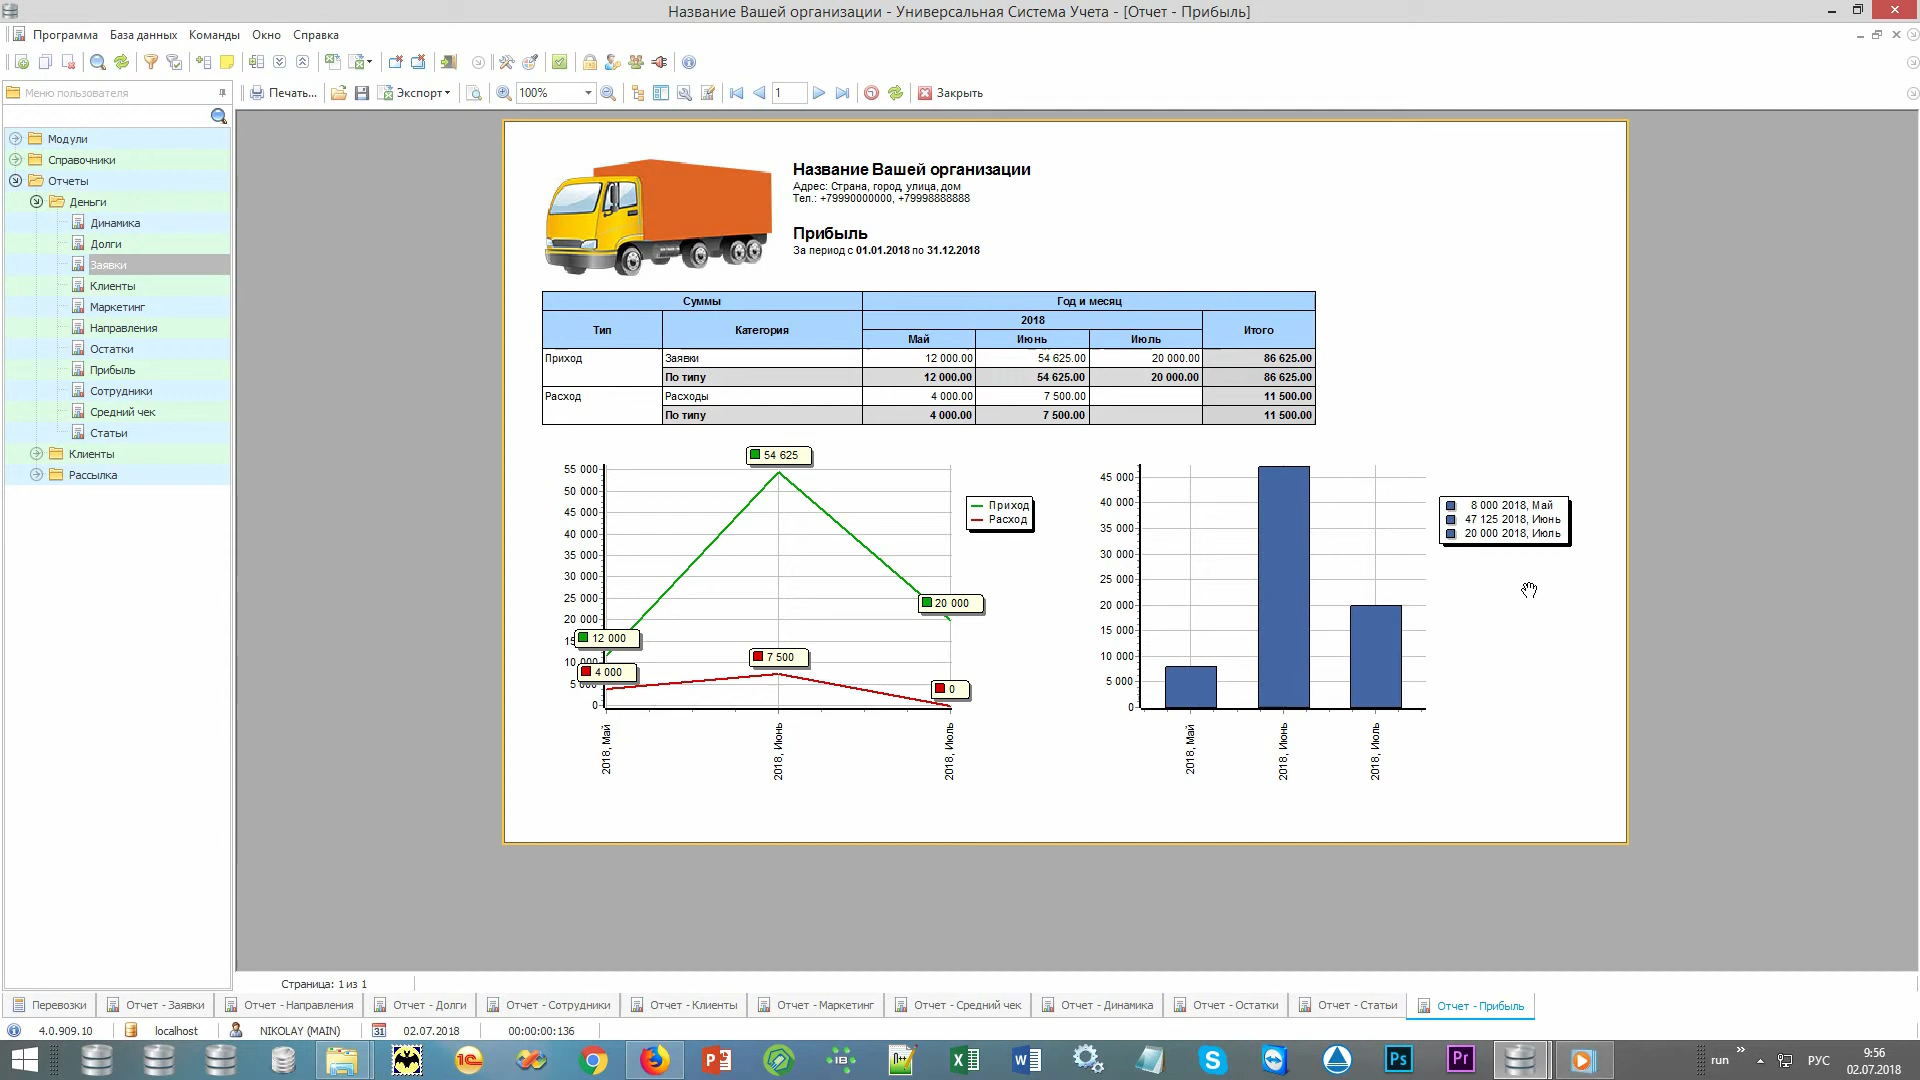 Название Вашей организации - Универсальная Система Учета - [Отчет - Прибыль]
Программа База данных Команды Окно Справка
Меню пользователя
Печать... Экспорт 100% 1 Закрыть
Модули
Справочники
Отчеты
Деньги
Динамика
Долги
Заявки
Клиенты
Маркетинг
Направления
Остатки
Прибыль
Сотрудники
Средний чек
Статьи
Клиенты
Рассылка
Название Вашей организации
Адрес: Страна, город, улица, дом
Тел.: +79990000000, +79998888888
Прибыль
За период с 01.01.2018 по 31.12.2018
Суммы Год и месяц
Тип Категория 2018 Итого
Май Июнь Июль
Приход Заявки 12 000.00 54 625.00 20 000.00 86 625.00
По типу 12 000.00 54 625.00 20 000.00 86 625.00
Расход Расходы 4 000.00 7 500.00 11 500.00
По типу 4 000.00 7 500.00 11 500.00
55 000
50 000
45 000
40 000
35 000
30 000
25 000
20 000
15
10 000
5 000
0
54 625
12 000
20 000
4 000
7 500
0
Приход
Расход
2018, Май
2018, Июнь
2018, Июль
45 000
40 000
35 000
30 000
25 000
20 000
15 000
10 000
5 000
0
8 000 2018, Май
47 125 2018, Июнь
20 000 2018, Июль
2018, Май
2018, Июнь
2018, Июль
Страница: 1 из 1
Перевозки Отчет - Заявки Отчет - Направления Отчет - Долги Отчет - Сотрудники Отчет - Клиенты Отчет - Маркетинг Отчет - Средний чек Отчет - Динамика Отчет - Остатки Отчет - Статьи Отчет - Прибыль
4.0.909.10 localhost NIKOLAY (MAIN) 31 02.07.2018 00:00:00:136
run РУС 9:56
02.07.2018